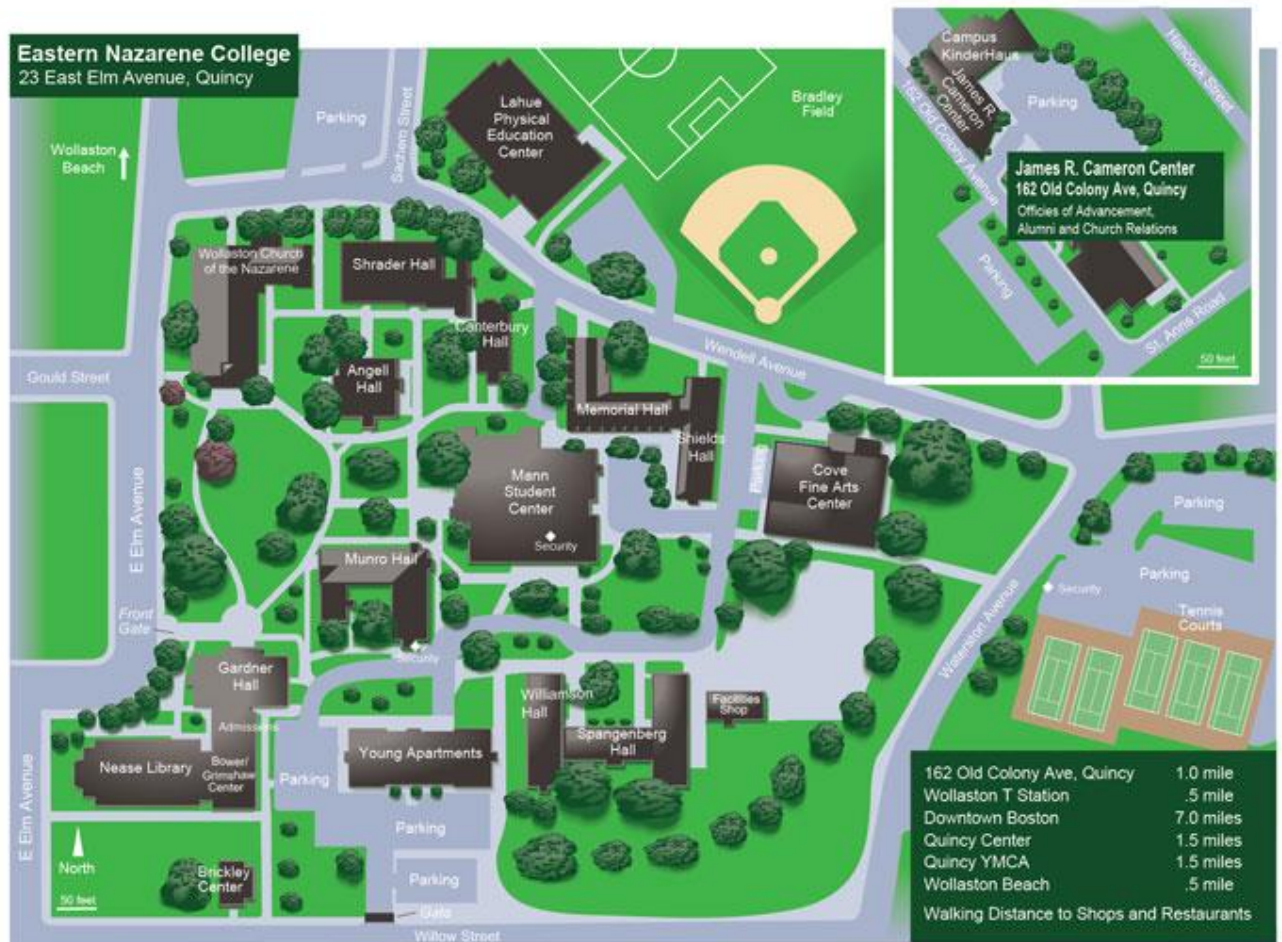 Eastern Nazarene College
23 East Elm Avenue, Quincy
Wollaston
Beach
Parking
Sachem Street
Lahue
Physical
Education
Center
Bradley
Field
Campus
KinderHaus
James R.
Cameron
Center
162 Old Colony Avenue
Hancock Street
Parking
James R. Cameron Center
162 Old Colony Ave, Quincy
Officies of Advancement,
Alumni and Church Relations
Parking
St. Anns Road
50 feet
Wollaston Church
of the Nazarene
Shrader Hall
Canterbury
Hall
Angell
Hall
Gould Street
Wendell Avenue
Memorial Hall
Shields
Hall
Mann
Student
Center
Security
Parking
Cove
Fine Arts
Center
E Elm Avenue
Munro Hall
Security
Front
Gate
Parking
Parking
Security
Tennis
Courts
Willerston Avenue
Gardner
Hall
Admissions
Williamson
Hall
Facilities
Shop
Spangenberg
Hall
Nease Library
Bower/
Grimshaw
Center
Parking
Young Apartments
E Elm Avenue
Parking
North
50 feet
Brickley
Center
Parking
Gate
Willow Street
162 Old Colony Ave, Quincy 1.0 mile
Wollaston T Station .5 mile
Downtown Boston 7.0 miles
Quincy Center 1.5 miles
Quincy YMCA 1.5 miles
Wollaston Beach .5 mile
Walking Distance to Shops and Restaurants